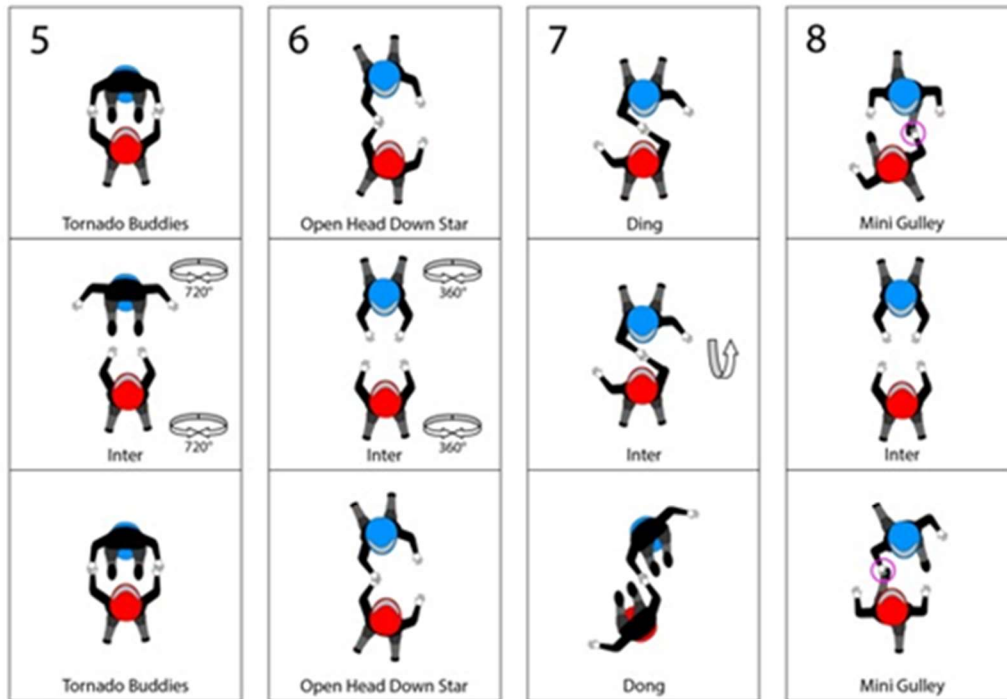 5
6
7
8
Tornado Buddies
Open Head Down Star
Ding
Mini Gulley
720°
360°
720°
360°
Inter
Inter
Inter
Inter
Tornado Buddies
Open Head Down Star
Dong
Mini Gulley